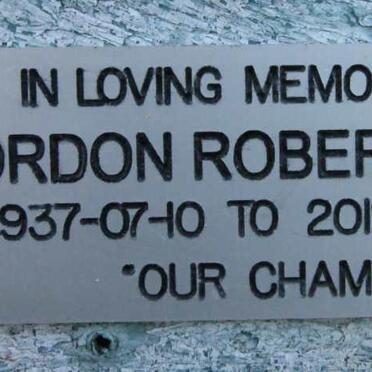 IN LOVING MEMO
ORDON ROBER
937-07-10 TO 201
"OUR CHAM